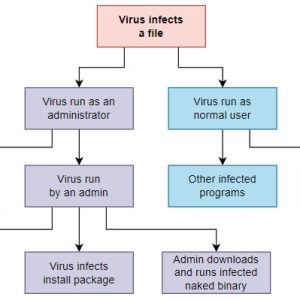 Virus infects
a file
Virus run as an
administrator
Virus run as
normal user
Virus run
by an admin
Other infected
programs
Virus infects
install package
Admin downloads
and runs infected
naked binary